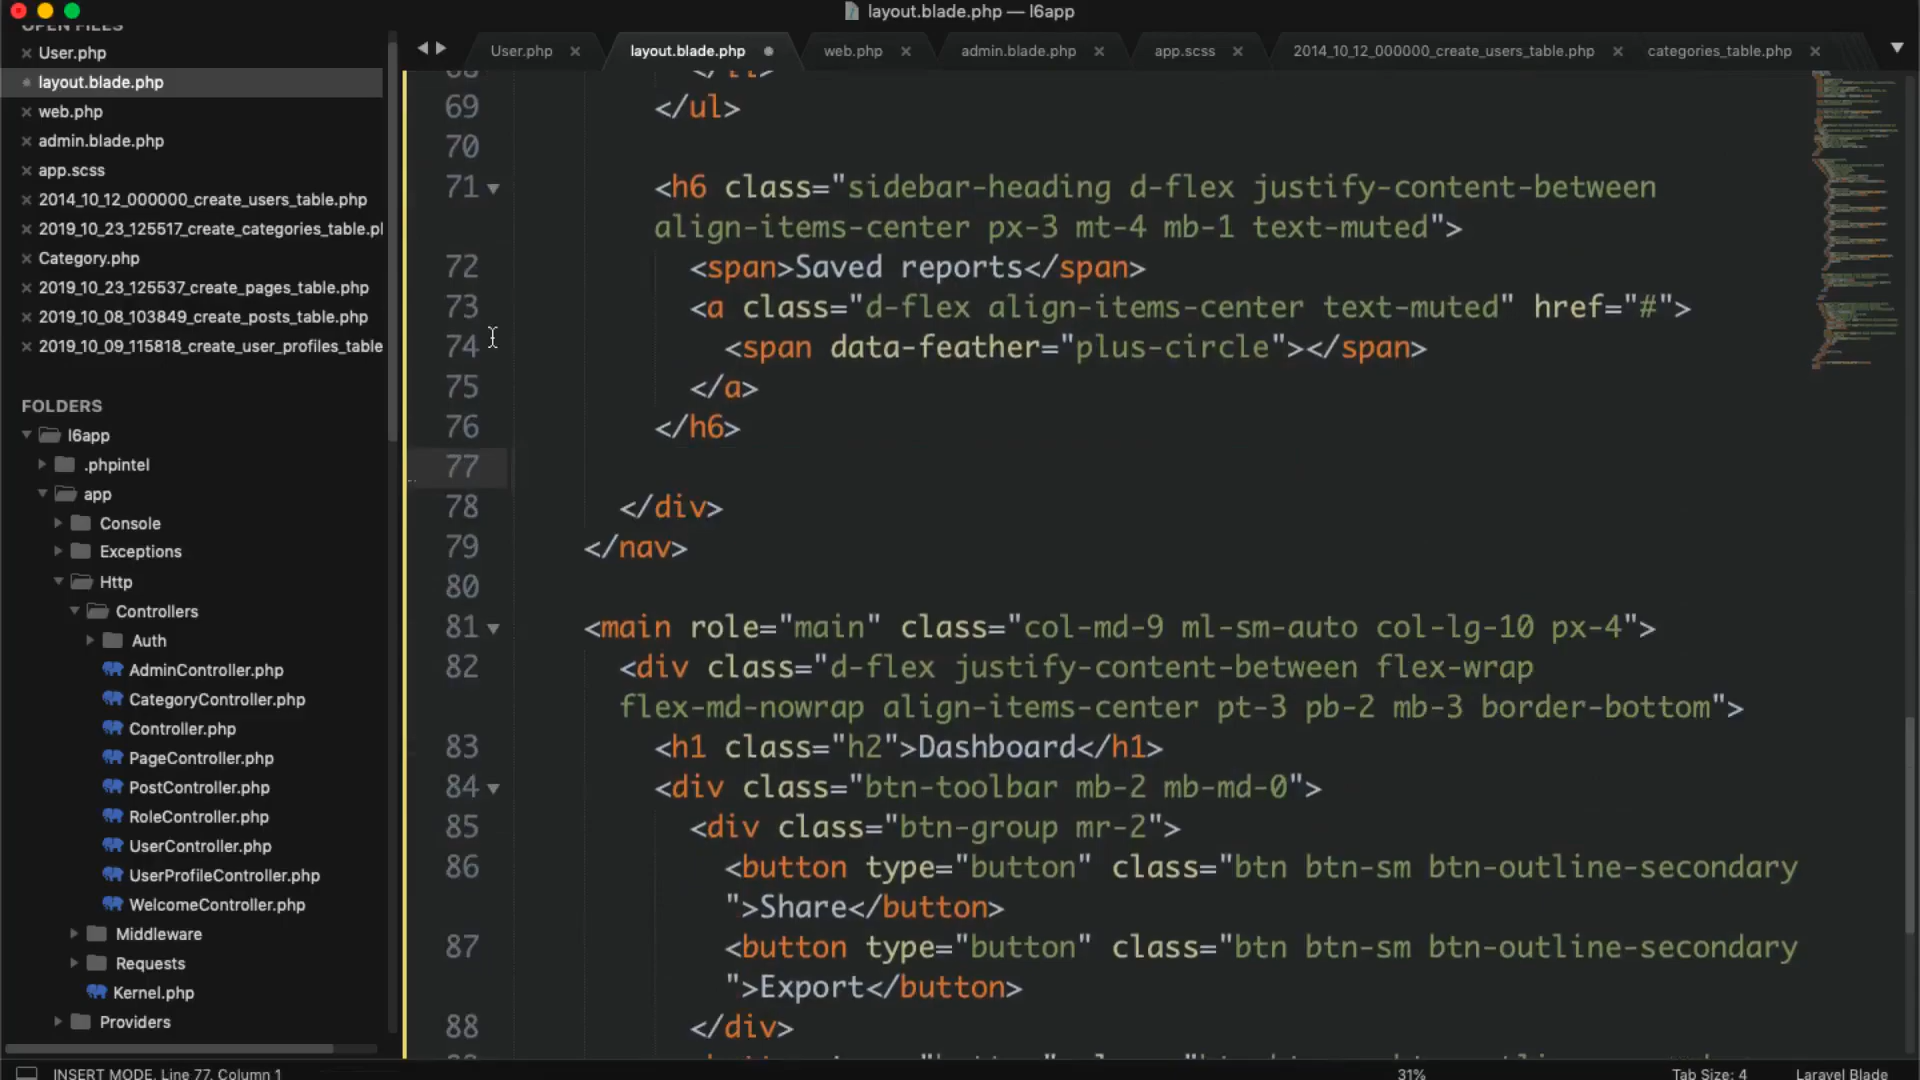 layout.blade.php — l6app
OPEN FILES
User.php
layout.blade.php
web.php
admin.blade.php
app.scss
2014_10_12_000000_create_users_table.php
2019_10_23_125517_create_categories_table.pl
Category.php
2019_10_23_125537_create_pages_table.php
2019_10_08_103849_create_posts_table.php
2019_10_09_115818_create_user_profiles_table
FOLDERS
l6app
.phpintel
app
Console
Exceptions
Http
Controllers
Auth
AdminController.php
CategoryController.php
Controller.php
PageController.php
PostController.php
RoleController.php
UserController.php
UserProfileController.php
WelcomeController.php
Middleware
Requests
Kernel.php
Providers
User.php layout.blade.php web.php admin.blade.php app.scss 2014_10_12_000000_create_users_table.php categories_table.php
68
69 </ul>
70
71 <h6 class="sidebar-heading d-flex justify-content-between
align-items-center px-3 mt-4 mb-1 text-muted">
72 <span>Saved reports</span>
73 <a class="d-flex align-items-center text-muted" href="#">
74 <span data-feather="plus-circle"></span>
75 </a>
76 </h6>
77
78 </div>
79 </nav>
80
81 <main role="main" class="col-md-9 ml-sm-auto col-lg-10 px-4">
82 <div class="d-flex justify-content-between flex-wrap
flex-md-nowrap align-items-center pt-3 pb-2 mb-3 border-bottom">
83 <h1 class="h2">Dashboard</h1>
84 <div class="btn-toolbar mb-2 mb-md-0">
85 <div class="btn-group mr-2">
86 <button type="button" class="btn btn-sm btn-outline-secondary
">Share</button>
87 <button type="button" class="btn btn-sm btn-outline-secondary
">Export</button>
88 </div>
INSERT MODE, Line 77, Column 1 31% Tab Size: 4 Laravel Blade